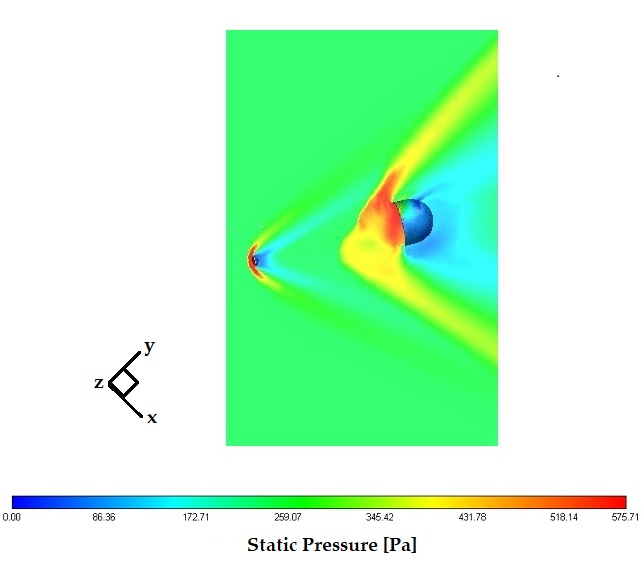 y
z
x
0.00 86.36 172.71 259.07 345.42 431.78 518.14 575.71
Static Pressure [Pa]